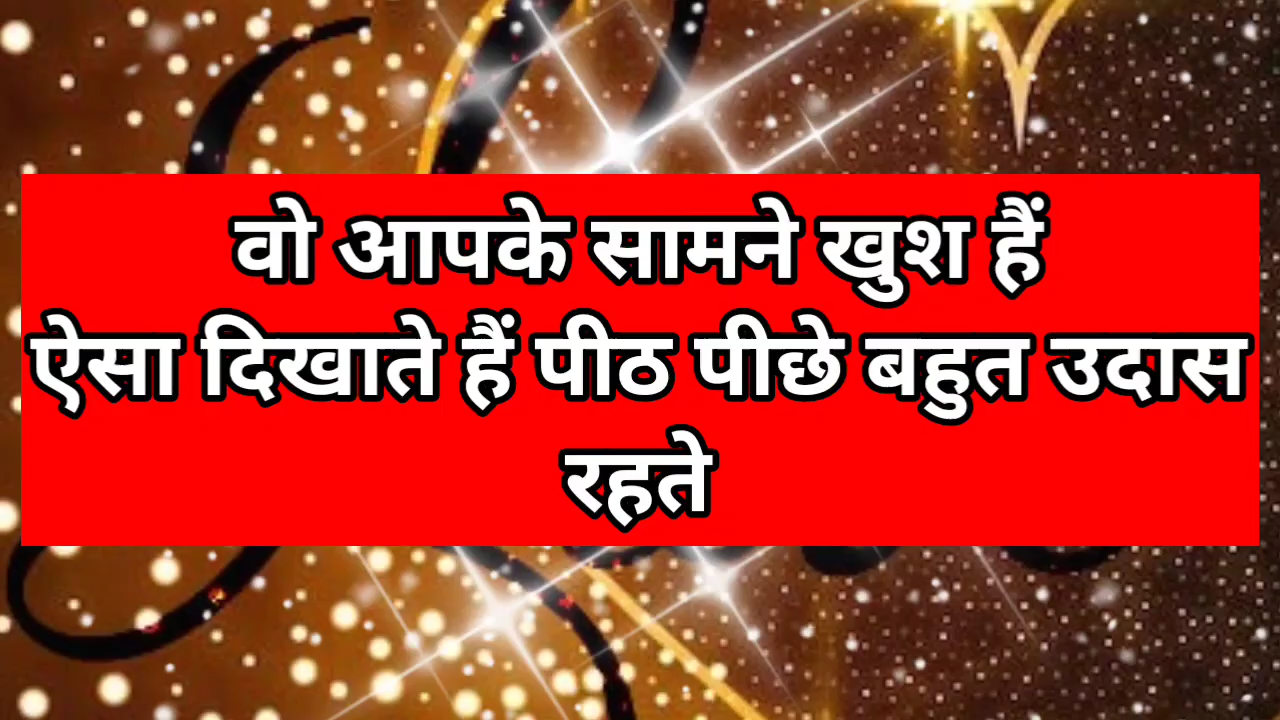 वो आपके सामने खुश हैं
ऐसा दिखाते हैं पीठ पीछे बहुत उदास
रहते